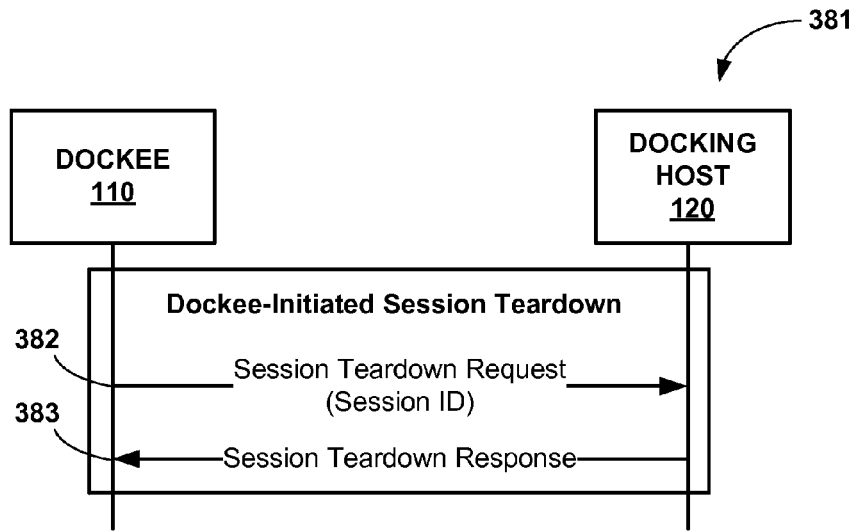 381
DOCKEE
110
DOCKING
HOST
120
Dockee-Initiated Session Teardown
382
Session Teardown Request
(Session ID)
383
Session Teardown Response